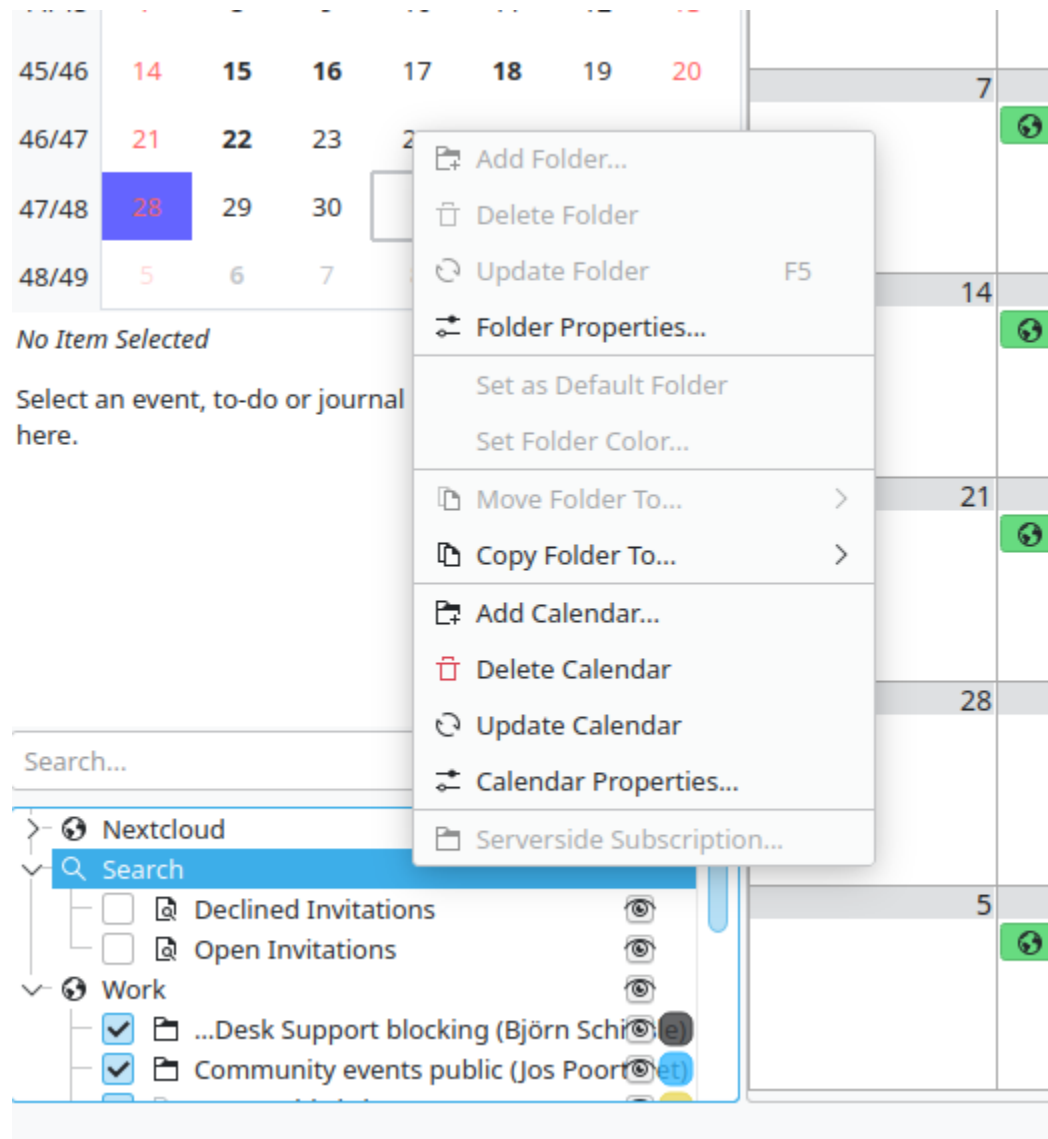 45/46 14 15 16 17 18 19 20
46/47 21 22 23
47/48 28 29 30
48/49 5 6 7
No Item Selected
Select an event, to-do or journal
here.
Search...
Nextcloud
Search
Declined Invitations
Open Invitations
Work
...Desk Support blocking (Björn
Community events public (Jos
Add Folder...
Delete Folder
Update Folder F5
Folder Properties...
Set as Default Folder
Set Folder Color...
Move Folder To...
Copy Folder To...
Add Calendar...
Delete Calendar
Update Calendar
Calendar Properties...
Serverside Subscription...
7
14
21
28
5